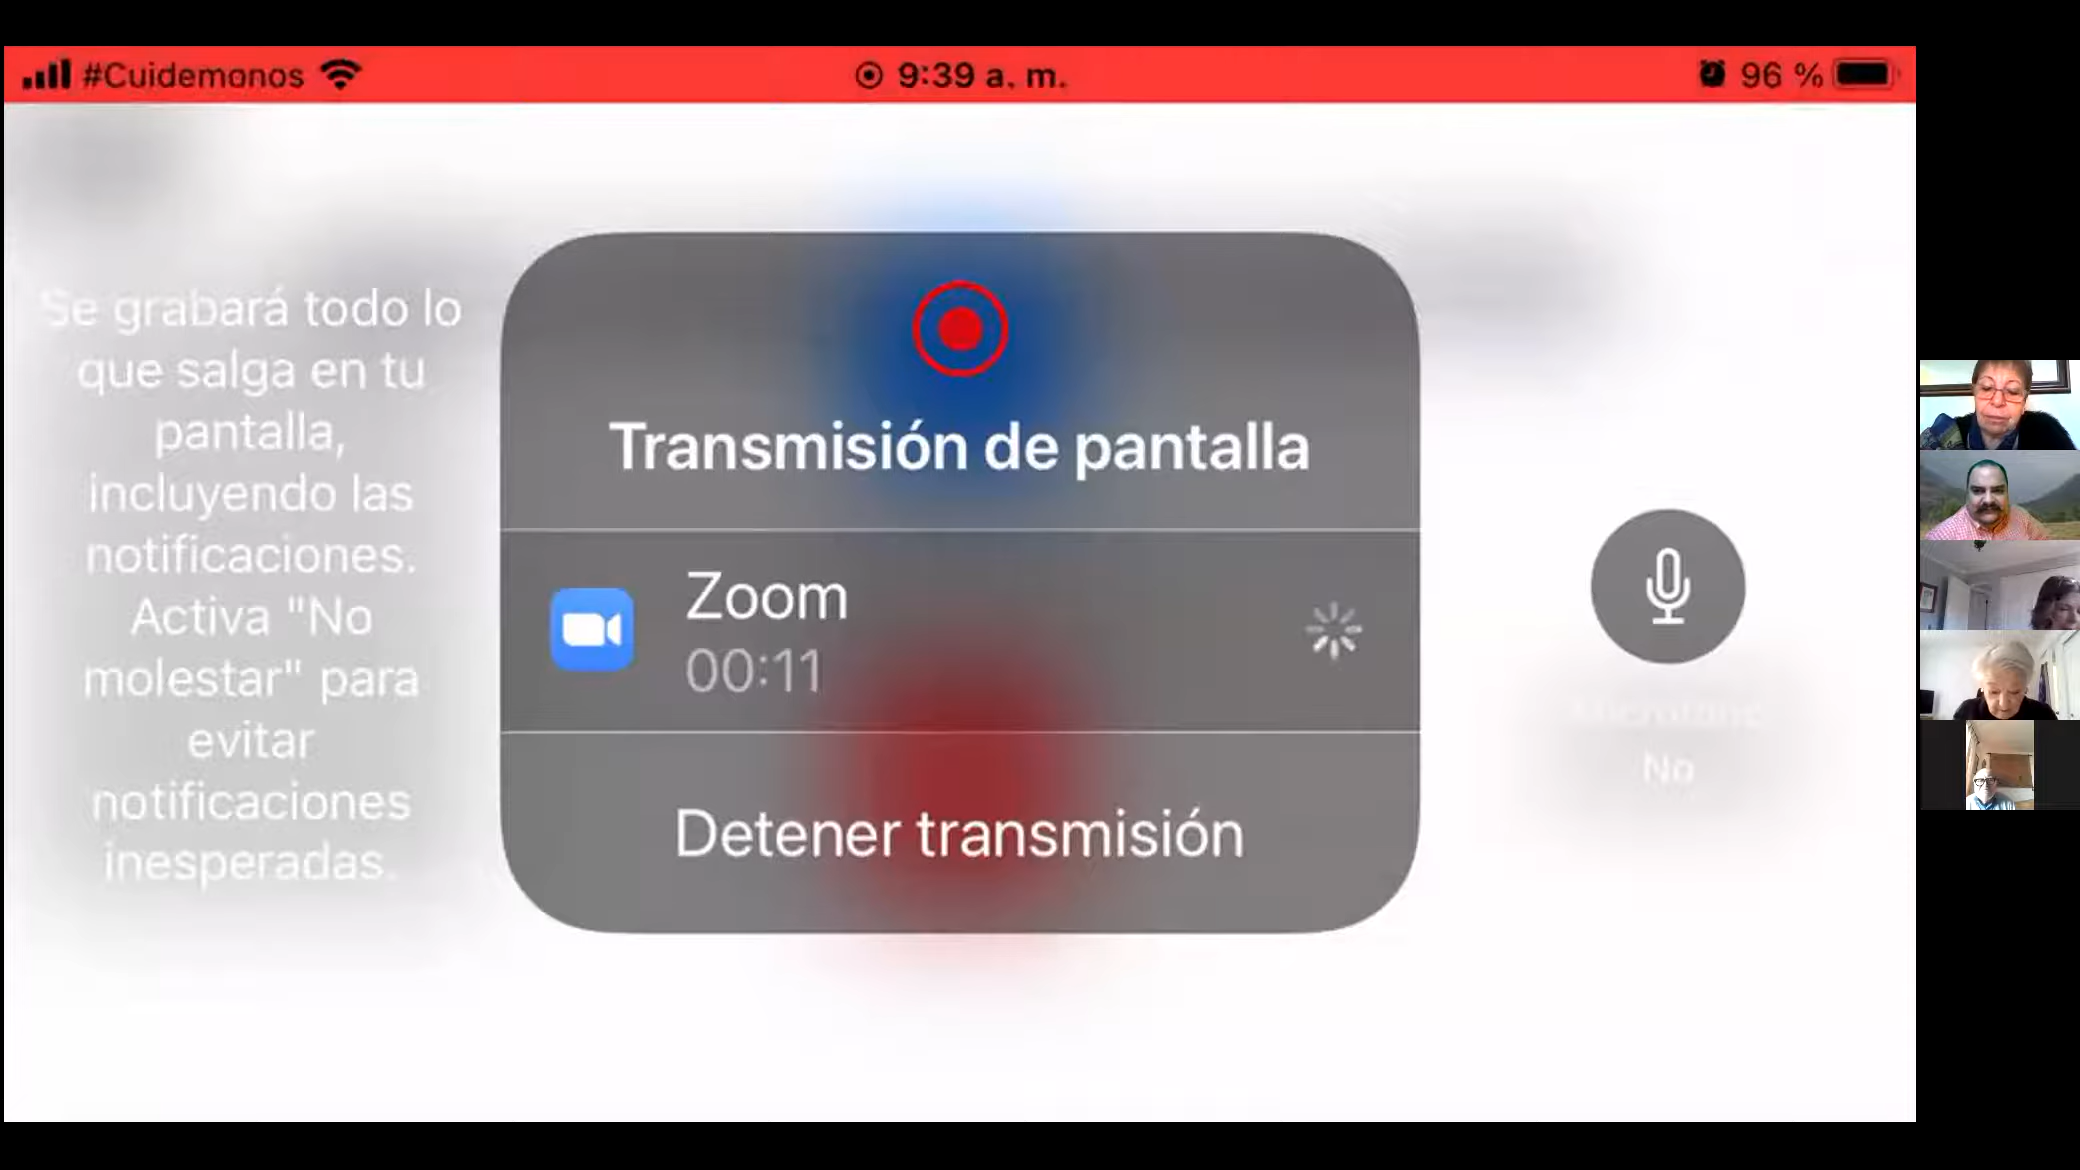 #Cuidemonos
9:39 a. m.
96 %
Se grabará todo lo
que salga en tu
pantalla,
incluyendo las
notificaciones.
Activa "No
molestar" para
evitar
notificaciones
inesperadas.
Transmisión de pantalla
Zoom
00:11
Detener transmisión
No